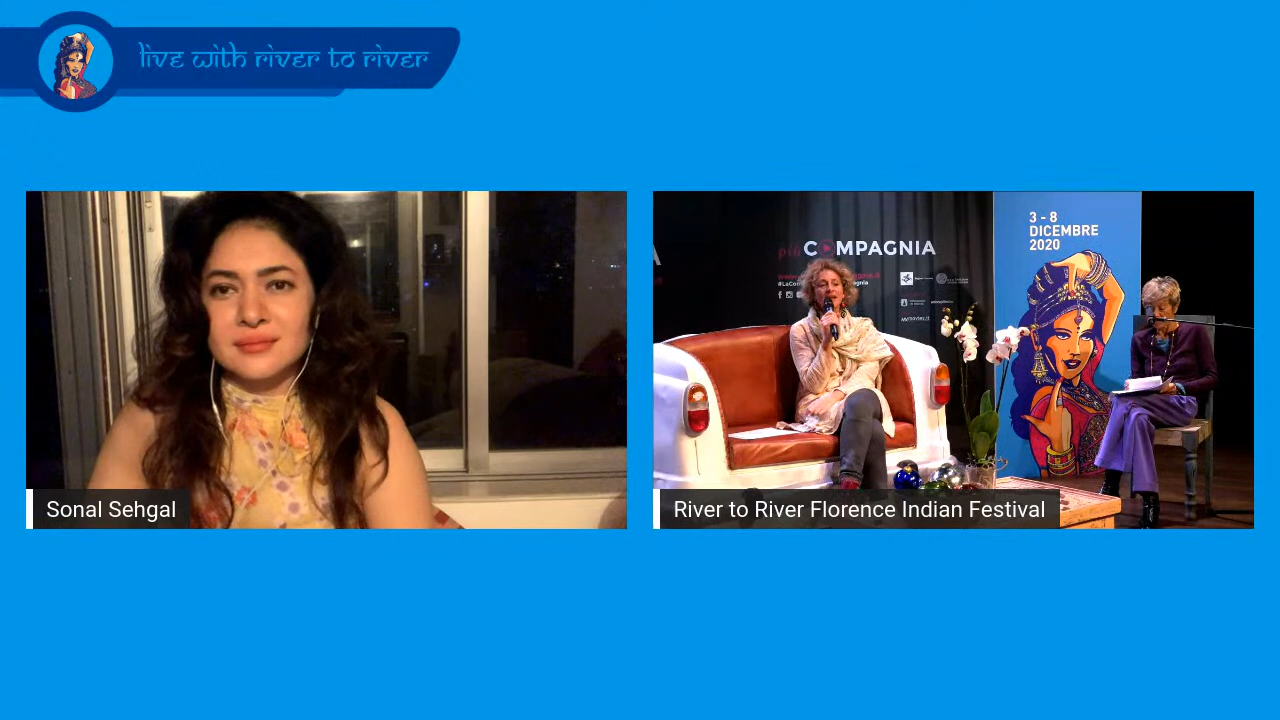 live with river to river
3 - 8
DICEMBRE
2020
COMPAGNIA
Sonal Sehgal
River to River Florence Indian Festival